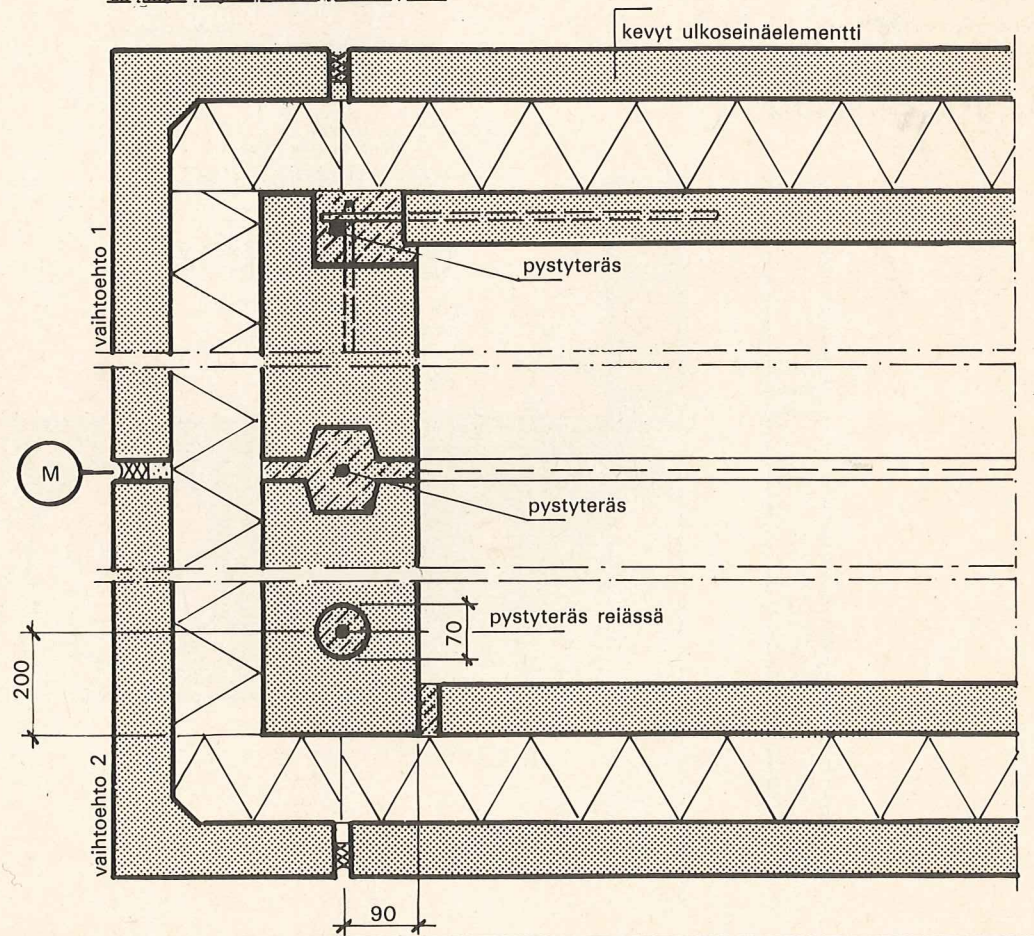 kevyt ulkoseinäelementti
vaihtoehto 1
pystyteräs
M
pystyteräs
pystyteräs reiässä
70
200
vaihtoehto 2
90